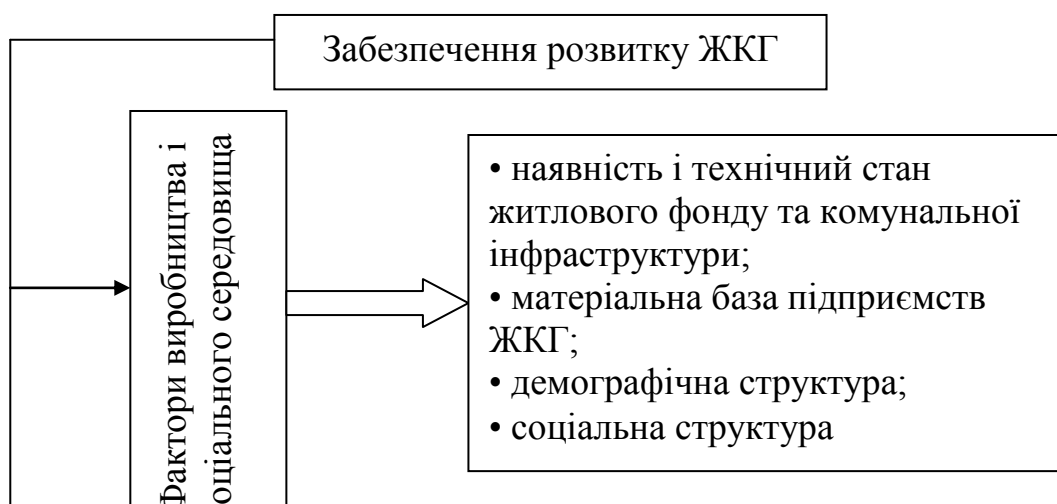 Забезпечення розвитку ЖКГ
Фактори виробництва і
соціального середовища
• наявність і технічний стан
житлового фонду та комунальної
інфраструктури;
• матеріальна база підприємств
ЖКГ;
• демографічна структура;
• соціальна структура